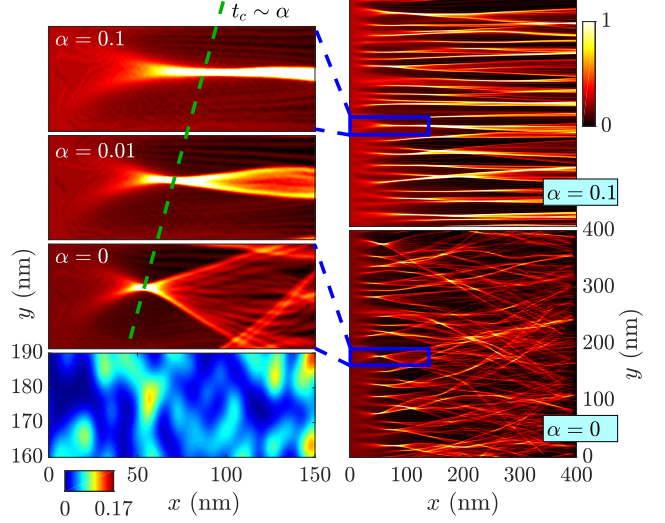 t_c ∼ α
α = 0.1
α = 0.01
α = 0
y (nm)
190
180
170
160
0 50 100 150
x (nm)
0 0.17
1
0
α = 0.1
400
300
200
100
0
y (nm)
α = 0
0 100 200 300 400
x (nm)